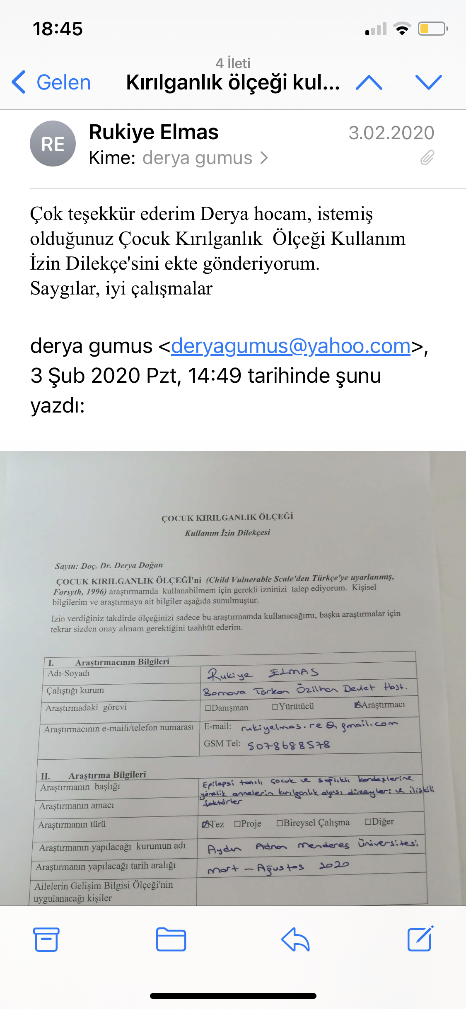 18:45
4 İleti
Gelen
Kırılganlık ölçeği kul...
RE
Rukiye Elmas
3.02.2020
Kime: derya gumus
Çok teşekkür ederim Derya hocam, istemiş
olduğunuz Çocuk Kırılganlık Ölçeği Kullanım
İzin Dilekçe'sini ekte gönderiyorum.
Saygılar, iyi çalışmalar
derya gumus <deryagumus@yahoo.com>,
3 Şub 2020 Pzt, 14:49 tarihinde şunu
yazdı:
ÇOCUK KIRILGANLIK ÖLÇEĞİ
Kullanım İzin Dilekçesi
Sayın: Doç. Dr. Derya Doğan
ÇOCUK KIRILGANLIK ÖLÇEĞİ'ni (Child Vulnerable Scale'den Türkçe'ye uyarlanmış,
Forsyth, 1996) araştırmamda kullanabilmem için gerekli izninizi talep ediyorum. Kişisel
bilgilerim ve araştırmaya ait bilgiler aşağıda sunulmuştur.
İzin verdiğiniz takdirde ölçeğinizi sadece bu araştırmamda kullanacağımı, başka araştırmalar için
tekrar sizden onay almam gerektiğini taahhüt ederim.
I. Araştırmacının Bilgileri
Adı-Soyadı Rukiye ELMAS
Çalıştığı kurum Bornova Türkan Özilhan Devlet Hast.
Araştırmadaki görevi □Danışman □Yürütücü ☒Araştırmacı
Araştırmacının e-maili/telefon numarası E-mail: rukiyelmas.re@gmail.com
GSM Tel: 5078688578
II. Araştırma Bilgileri
Araştırmanın başlığı Epilepsi tanılı çocuk ve sağlıklı kardeşlerine
yönelik annelerin kırılganlık algısı düzeyleri ve ilişkili
faktörler
Araştırmanın amacı
Araştırmanın türü ☒Tez □Proje □Bireysel Çalışma □Diğer
Araştırmanın yapılacağı kurumun adı Aydın Adnan Menderes Üniversitesi
Araştırmanın yapılacağı tarih aralığı Mart - Ağustos 2020
Ailelerin Gelişim Bilgisi Ölçeği'nin
uygulanacağı kişiler